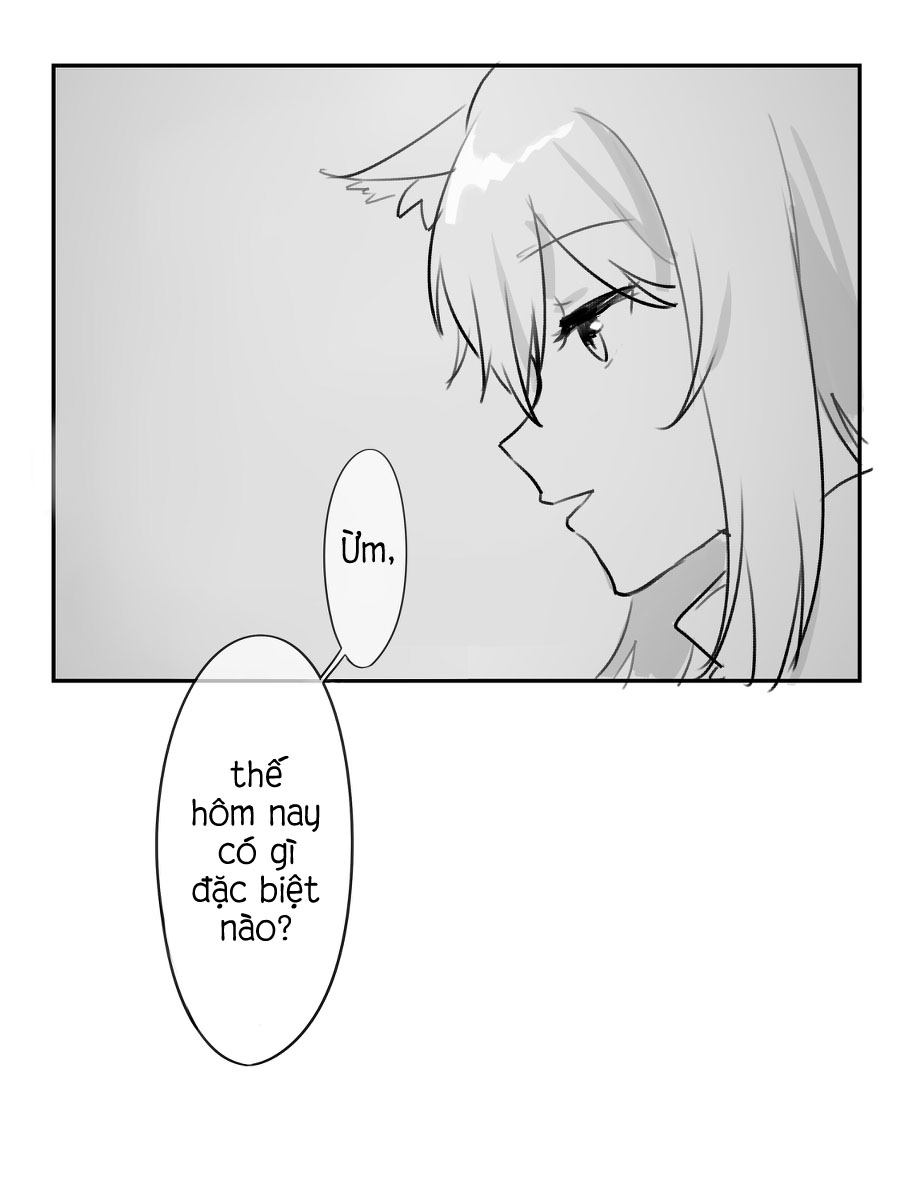 Ừm,
thế
hôm nay
có gì
đặc biệt
nào?